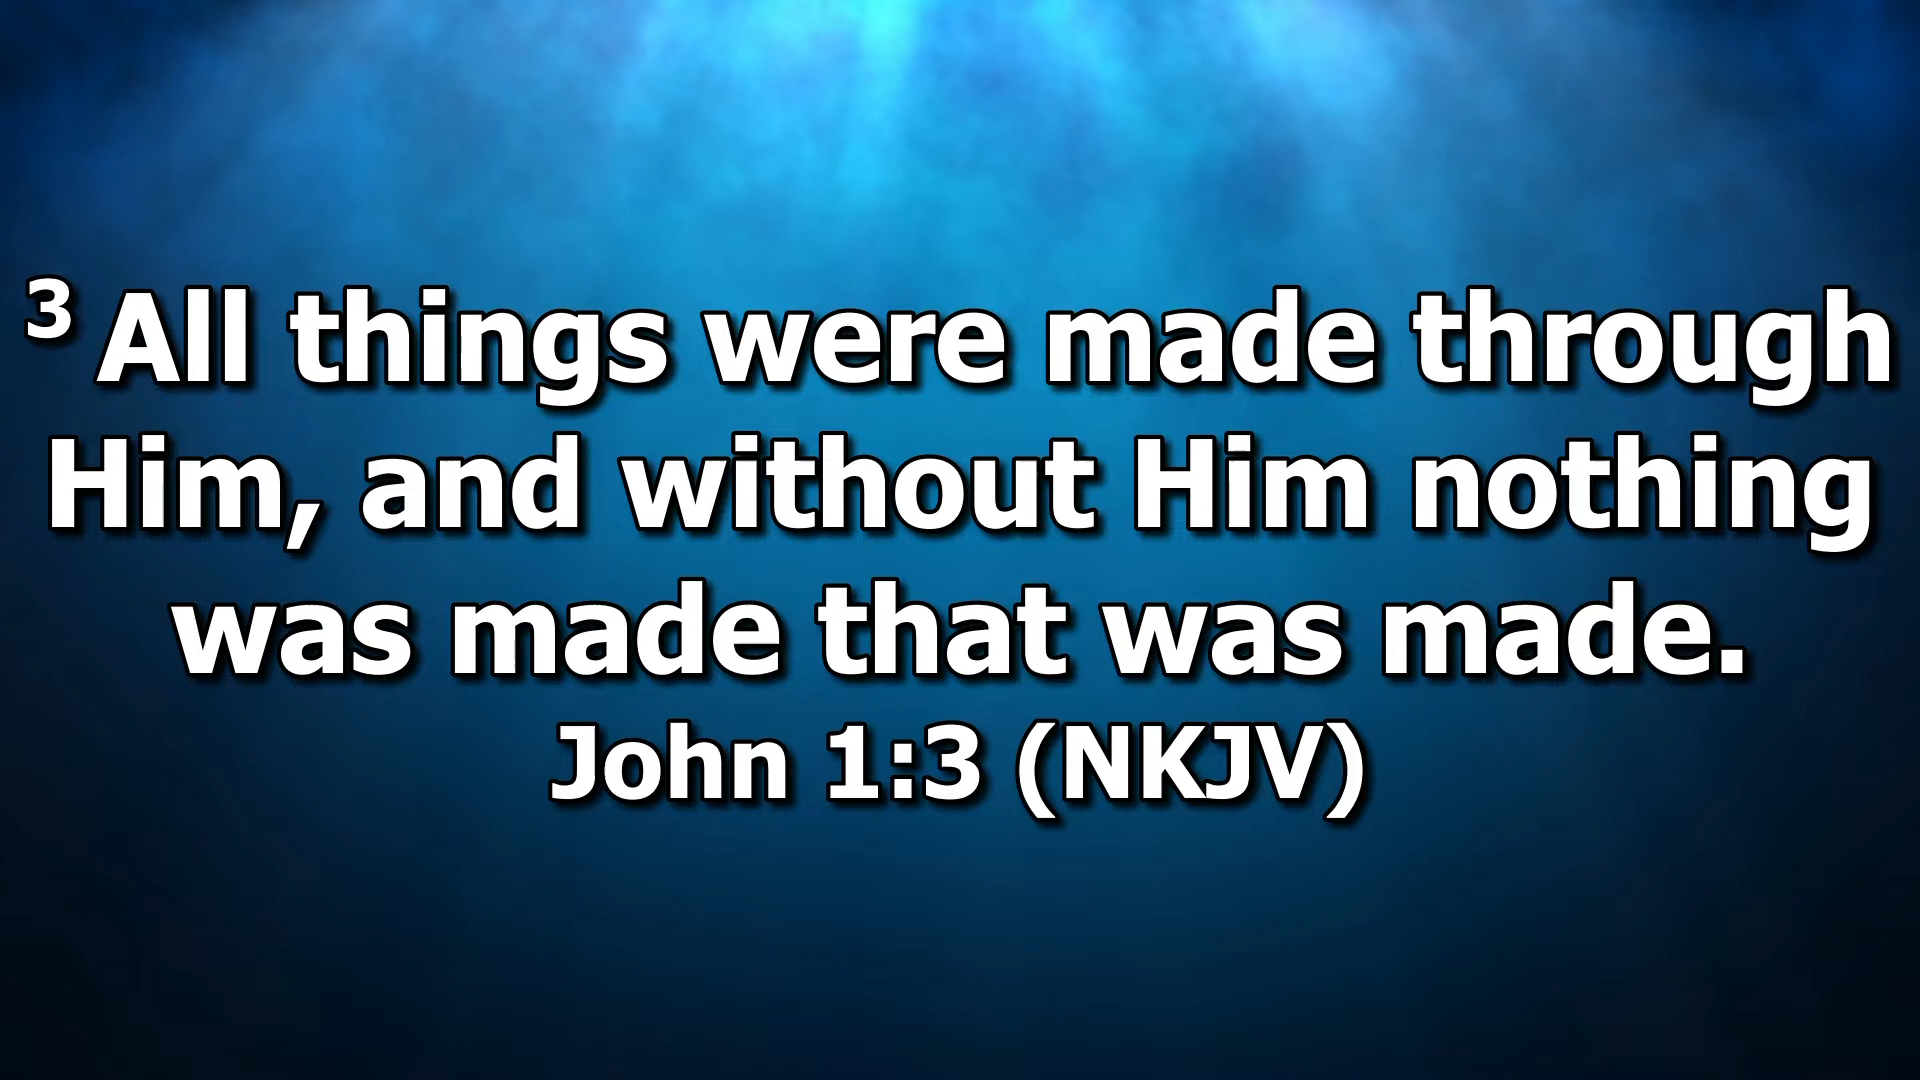 ³ All things were made through
Him, and without Him nothing
was made that was made.
John 1:3 (NKJV)